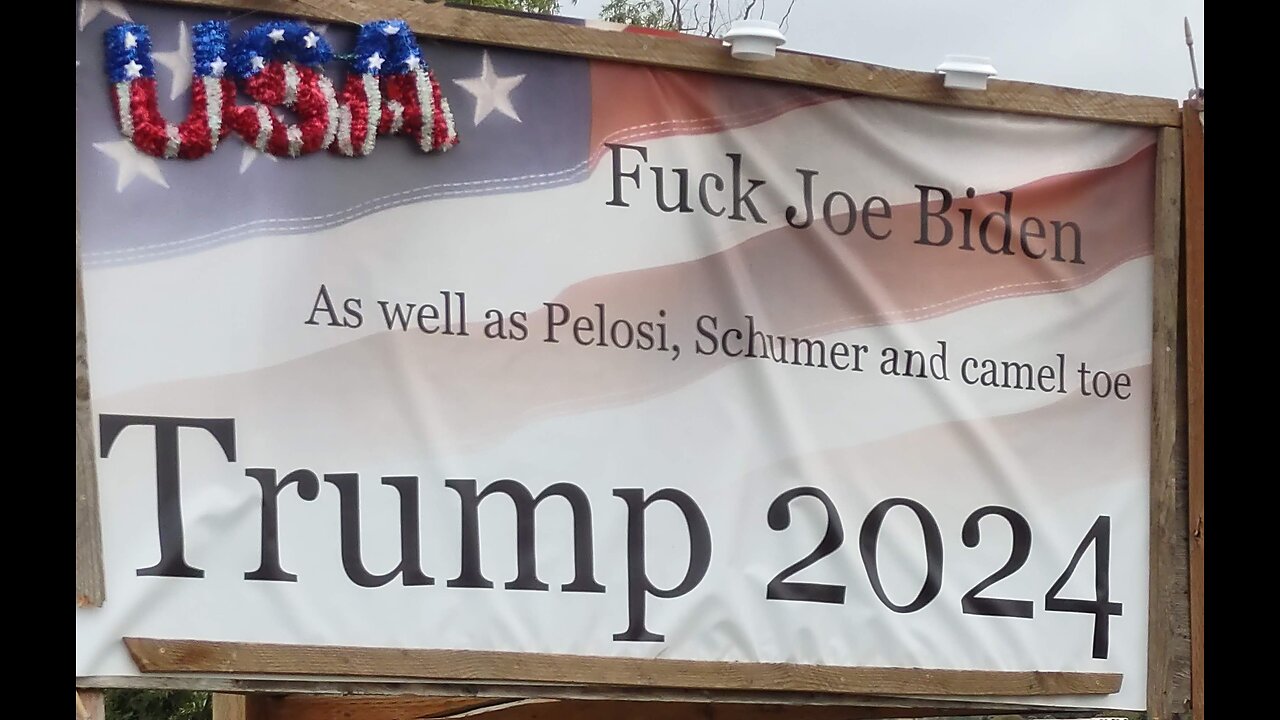 USA
Fuck Joe Biden
As well as Pelosi, Schumer and camel toe
Trump 2024